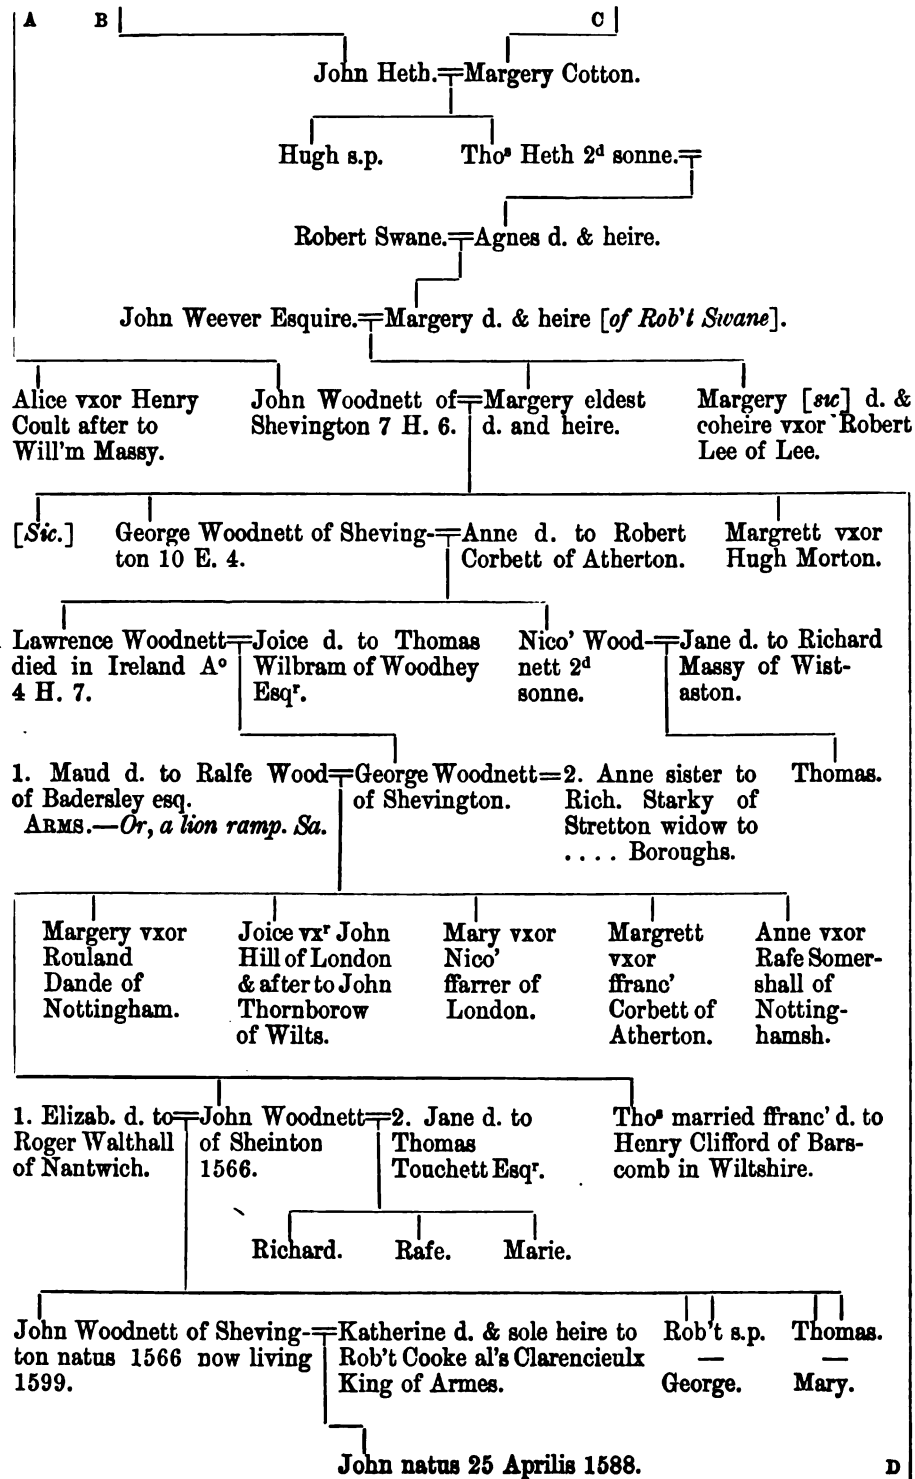 A B C
John Heth.=Margery Cotton.
Hugh s.p. Thoˢ Heth 2ᵈ sonne.=
Robert Swane.=Agnes d. & heire.
John Weever Esquire.=Margery d. & heire [of Rob't Swane].
Alice vxor Henry
Coult after to
Will'm Massy.
John Woodnett of=Margery eldest
Shevington 7 H. 6. d. and heire.
Margery [sic] d. &
coheire vxor Robert
Lee of Lee.
[Sic.]
George Woodnett of Sheving-=Anne d. to Robert
ton 10 E. 4. Corbett of Atherton.
Margrett vxor
Hugh Morton.
Lawrence Woodnett=Joice d. to Thomas
died in Ireland Aᵒ Wilbram of Woodhey
4 H. 7. Esqʳ.
Nico' Wood-=Jane d. to Richard
nett 2ᵈ Massy of Wist-
sonne. aston.
1. Maud d. to Ralfe Wood=George Woodnett=2. Anne sister to
of Badersley esq. of Shevington. Rich. Starky of
ARMS.—Or, a lion ramp. Sa. Stretton widow to
.... Boroughs.
Thomas.
Margery vxor
Rouland
Dande of
Nottingham.
Joice vxʳ John
Hill of London
& after to John
Thornborow
of Wilts.
Mary vxor
Nico'
ffarrer of
London.
Margrett
vxor
ffranc'
Corbett of
Atherton.
Anne vxor
Rafe Somer-
shall of
Notting-
hamsh.
1. Elizab. d. to=John Woodnett=2. Jane d. to
Roger Walthall of Sheinton Thomas
of Nantwich. 1566. Touchett Esqʳ.
Thoˢ married ffranc' d. to
Henry Clifford of Bars-
comb in Wiltshire.
Richard. Rafe. Marie.
John Woodnett of Sheving-=Katherine d. & sole heire to
ton natus 1566 now living Rob't Cooke al's Clarencieulx
1599. King of Armes.
Rob't s.p. Thomas.
— —
George. Mary.
John natus 25 Aprilis 1588.
D